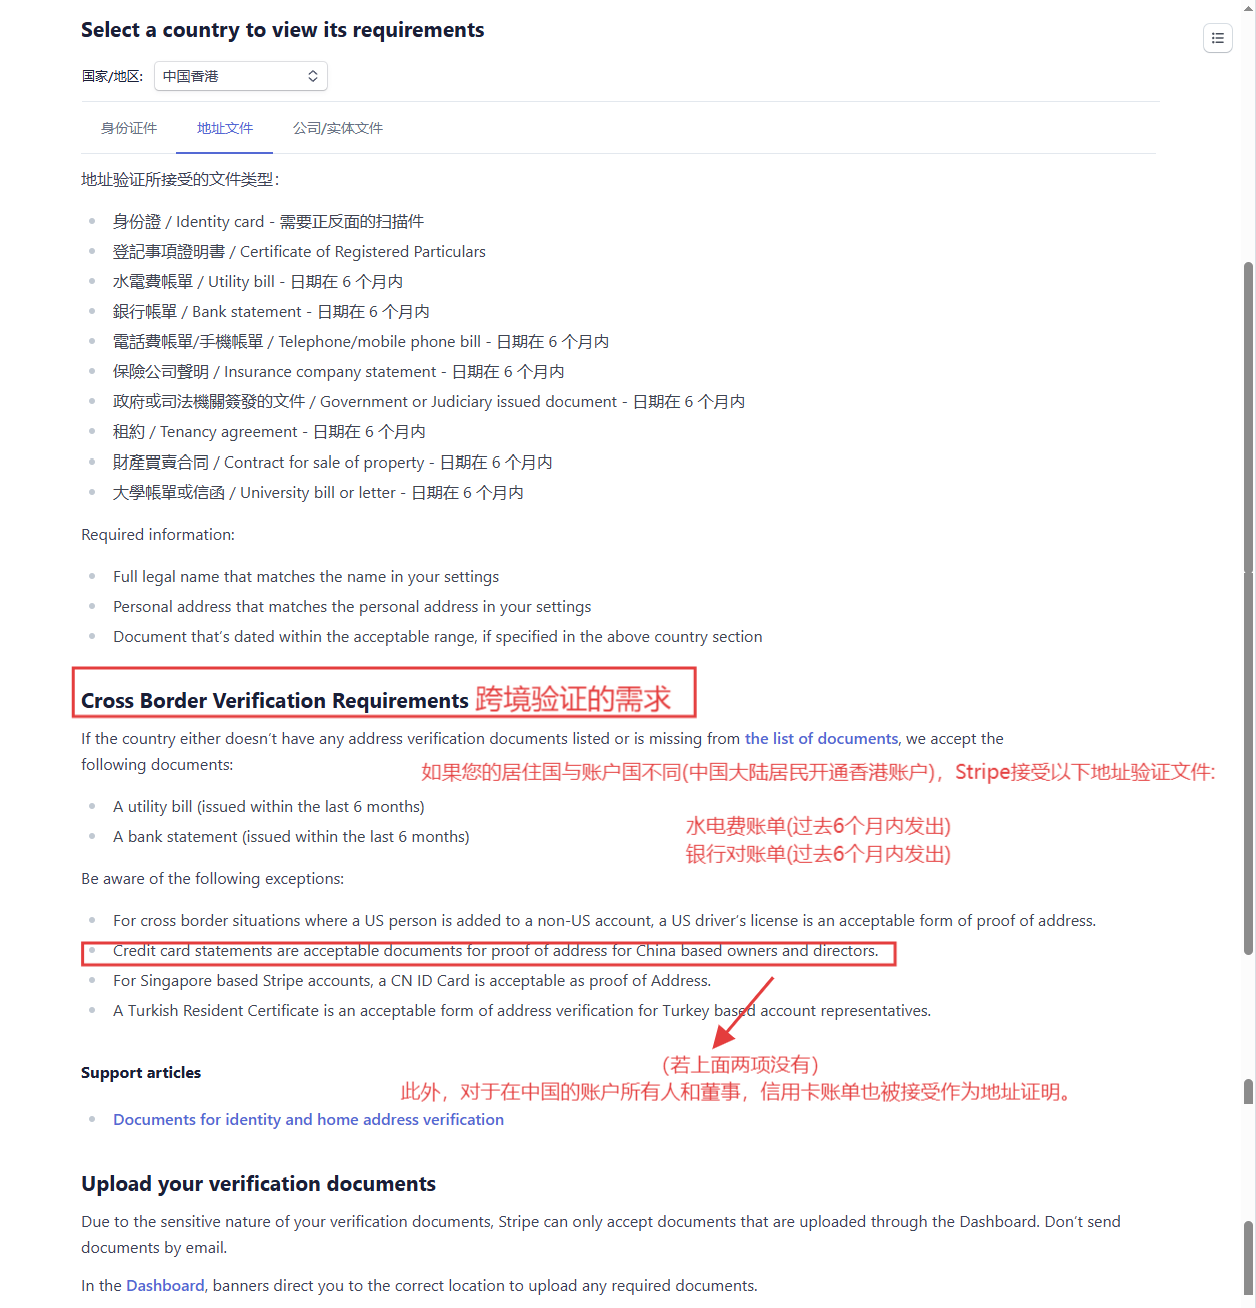 Select a country to view its requirements
国家/地区: 中国香港
身份证件 地址文件 公司/实体文件
地址验证所接受的文件类型：
身份證 / Identity card - 需要正反面的扫描件
登記事項證明書 / Certificate of Registered Particulars
水電費帳單 / Utility bill - 日期在 6 个月内
銀行帳單 / Bank statement - 日期在 6 个月内
電話費帳單/手機帳單 / Telephone/mobile phone bill - 日期在 6 个月内
保險公司聲明 / Insurance company statement - 日期在 6 个月内
政府或司法機關簽發的文件 / Government or Judiciary issued document - 日期在 6 个月内
租約 / Tenancy agreement - 日期在 6 个月内
財產買賣合同 / Contract for sale of property - 日期在 6 个月内
大學帳單或信函 / University bill or letter - 日期在 6 个月内
Required information:
Full legal name that matches the name in your settings
Personal address that matches the personal address in your settings
Document that's dated within the acceptable range, if specified in the above country section
Cross Border Verification Requirements 跨境验证的需求
If the country either doesn't have any address verification documents listed or is missing from the list of documents, we accept the
following documents:
如果您的居住国与账户国不同(中国大陆居民开通香港账户)，Stripe接受以下地址验证文件:
A utility bill (issued within the last 6 months)
水电费账单(过去6个月内发出)
A bank statement (issued within the last 6 months)
银行对账单(过去6个月内发出)
Be aware of the following exceptions:
For cross border situations where a US person is added to a non-US account, a US driver's license is an acceptable form of proof of address.
Credit card statements are acceptable documents for proof of address for China based owners and directors.
For Singapore based Stripe accounts, a CN ID Card is acceptable as proof of Address.
A Turkish Resident Certificate is an acceptable form of address verification for Turkey based account representatives.
(若上面两项没有)
此外，对于在中国的账户所有人和董事，信用卡账单也被接受作为地址证明。
Support articles
Documents for identity and home address verification
Upload your verification documents
Due to the sensitive nature of your verification documents, Stripe can only accept documents that are uploaded through the Dashboard. Don't send
documents by email.
In the Dashboard, banners direct you to the correct location to upload any required documents.